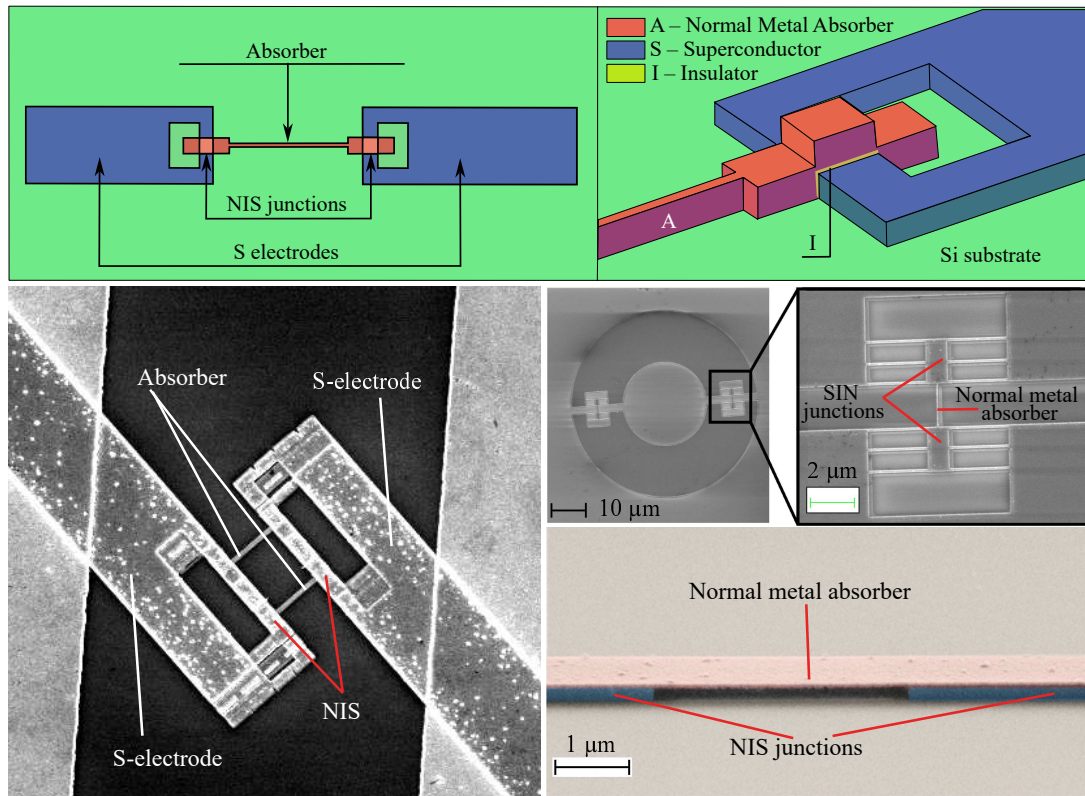 Absorber
NIS junctions
S electrodes
A – Normal Metal Absorber
S – Superconductor
I – Insulator
A
I
Si substrate
Absorber
S-electrode
NIS
S-electrode
10 μm
SIN
junctions
Normal metal
absorber
2 μm
Normal metal absorber
NIS junctions
1 μm